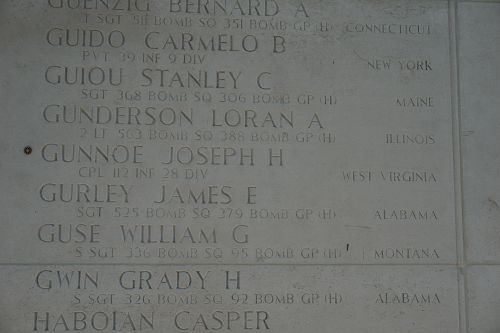 GUENZIG BERNARD A
T SGT 511 BOMB SQ 351 BOMB GP (H) CONNECTICUT
GUIDO CARMELO B
PVT 39 INF 9 DIV NEW YORK
GUIOU STANLEY C
SGT 368 BOMB SQ 306 BOMB GP (H) MAINE
GUNDERSON LORAN A
2 LT 563 BOMB SQ 388 BOMB GP (H) ILLINOIS
GUNNOE JOSEPH H
CPL 112 INF 28 DIV WEST VIRGINIA
GURLEY JAMES E
SGT 525 BOMB SQ 379 BOMB GP (H) ALABAMA
GUSE WILLIAM G
S SGT 336 BOMB SQ 95 BOMB GP (H) MONTANA
GWIN GRADY H
S SGT 326 BOMB SQ 92 BOMB GP (H) ALABAMA
HABOIAN CASPER